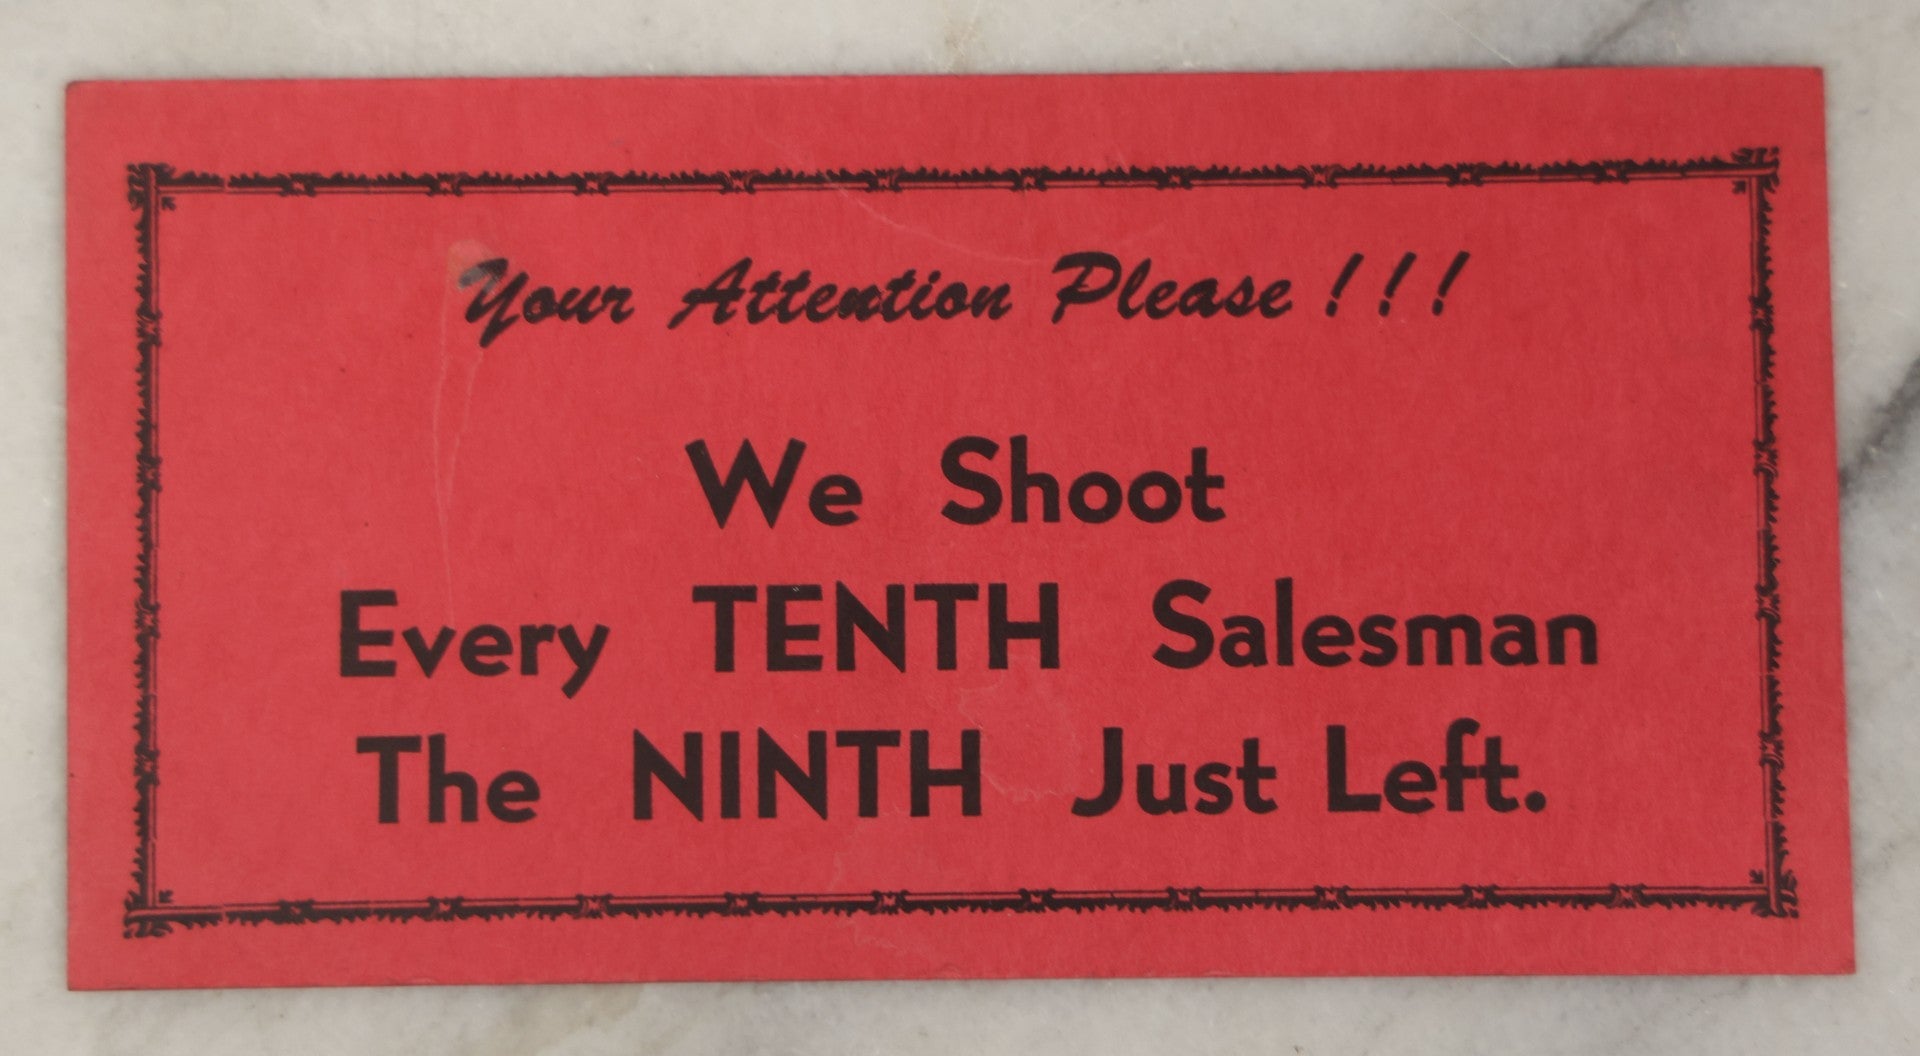 Your Attention Please ! ! !
We Shoot
Every TENTH Salesman
The NINTH Just Left.